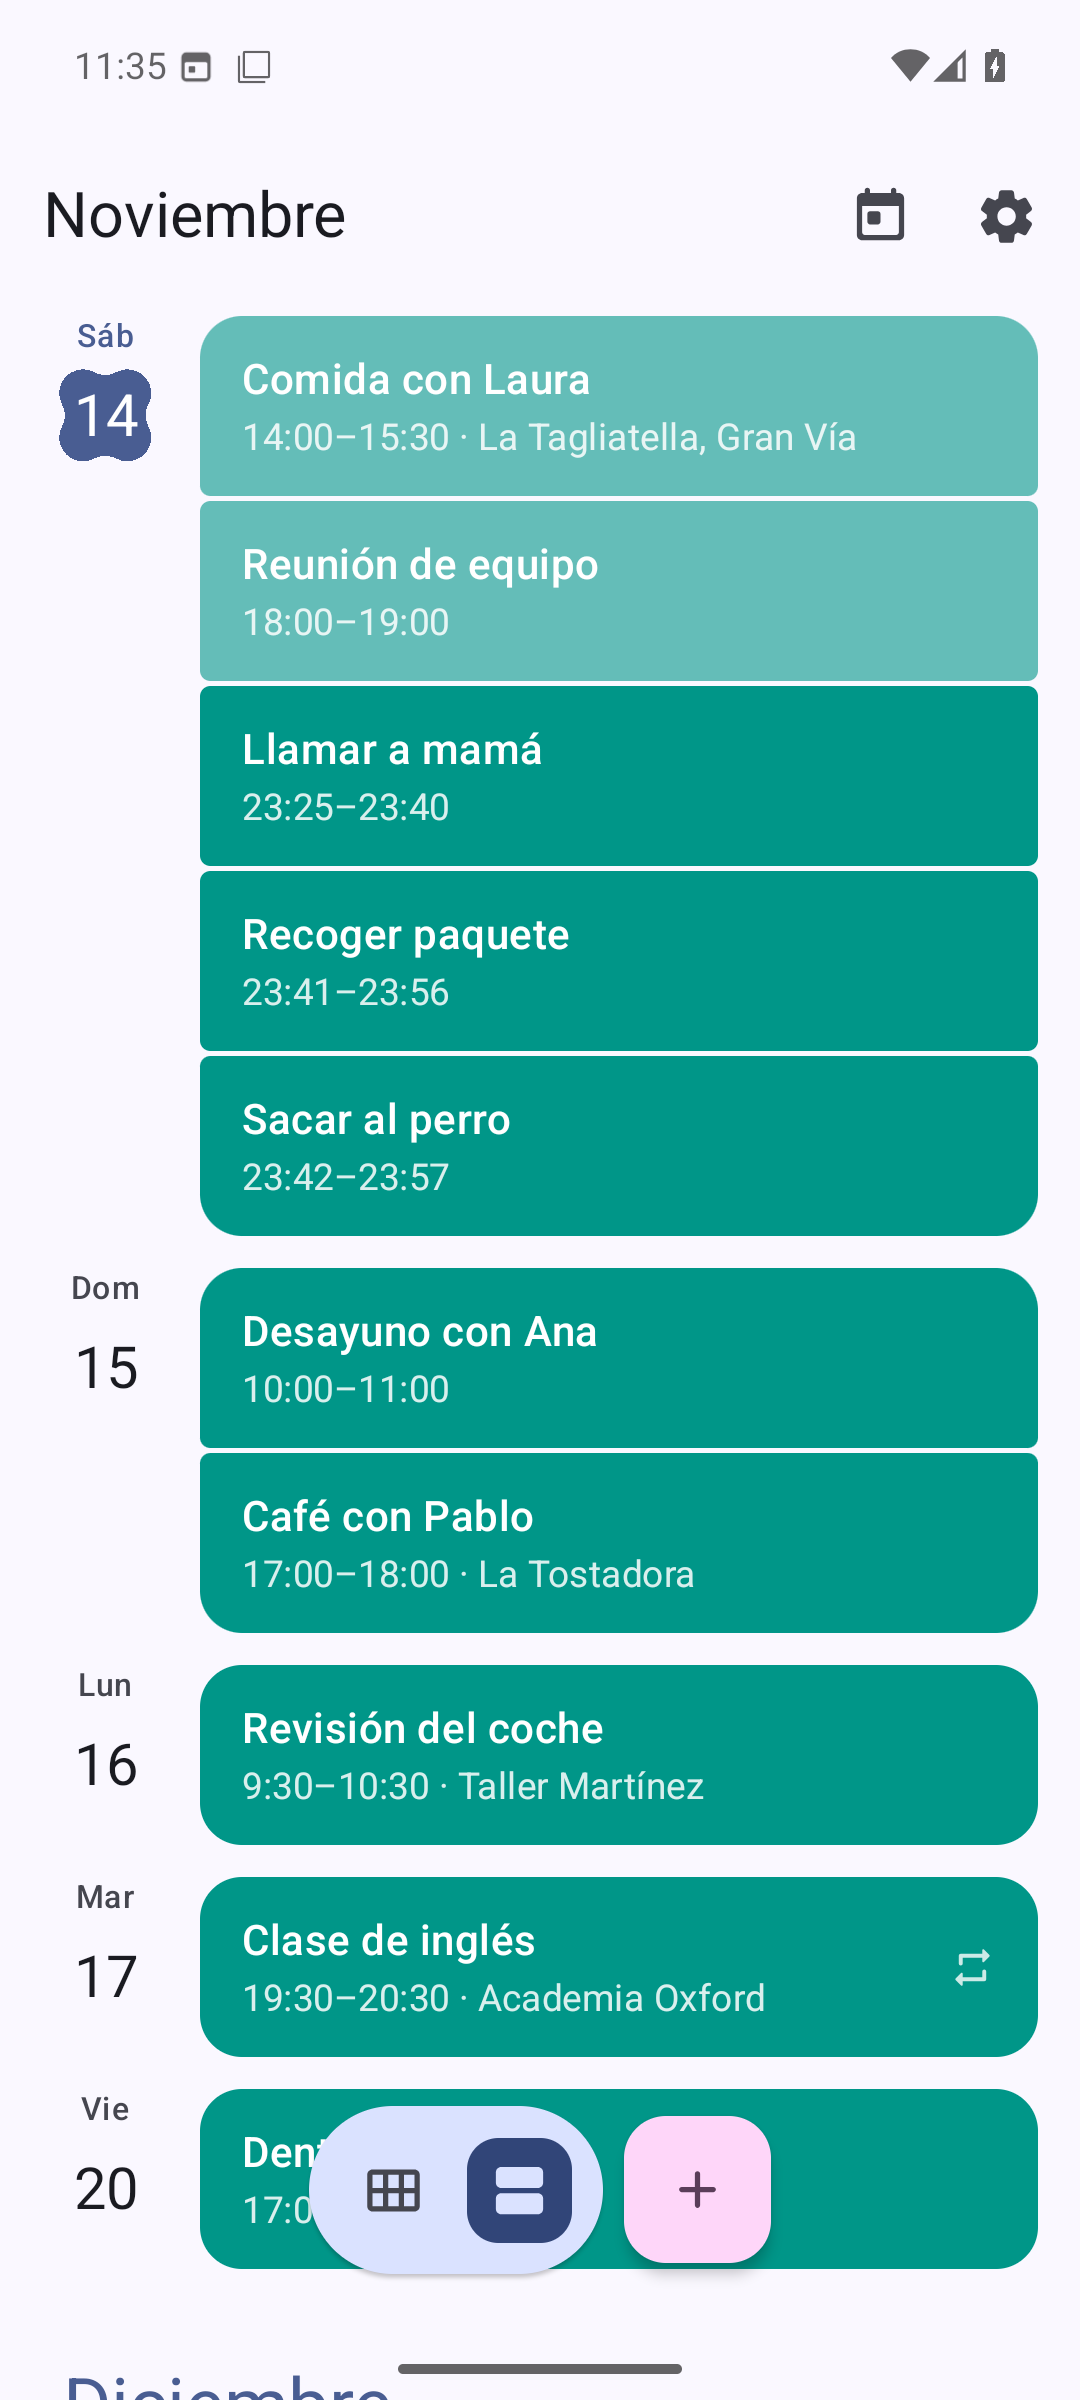 11:35
Noviembre
Sáb
14
Comida con Laura
14:00–15:30 · La Tagliatella, Gran Vía
Reunión de equipo
18:00–19:00
Llamar a mamá
23:25–23:40
Recoger paquete
23:41–23:56
Sacar al perro
23:42–23:57
Dom
15
Desayuno con Ana
10:00–11:00
Café con Pablo
17:00–18:00 · La Tostadora
Lun
16
Revisión del coche
9:30–10:30 · Taller Martínez
Mar
17
Clase de inglés
19:30–20:30 · Academia Oxford
Vie
20
Diciembre